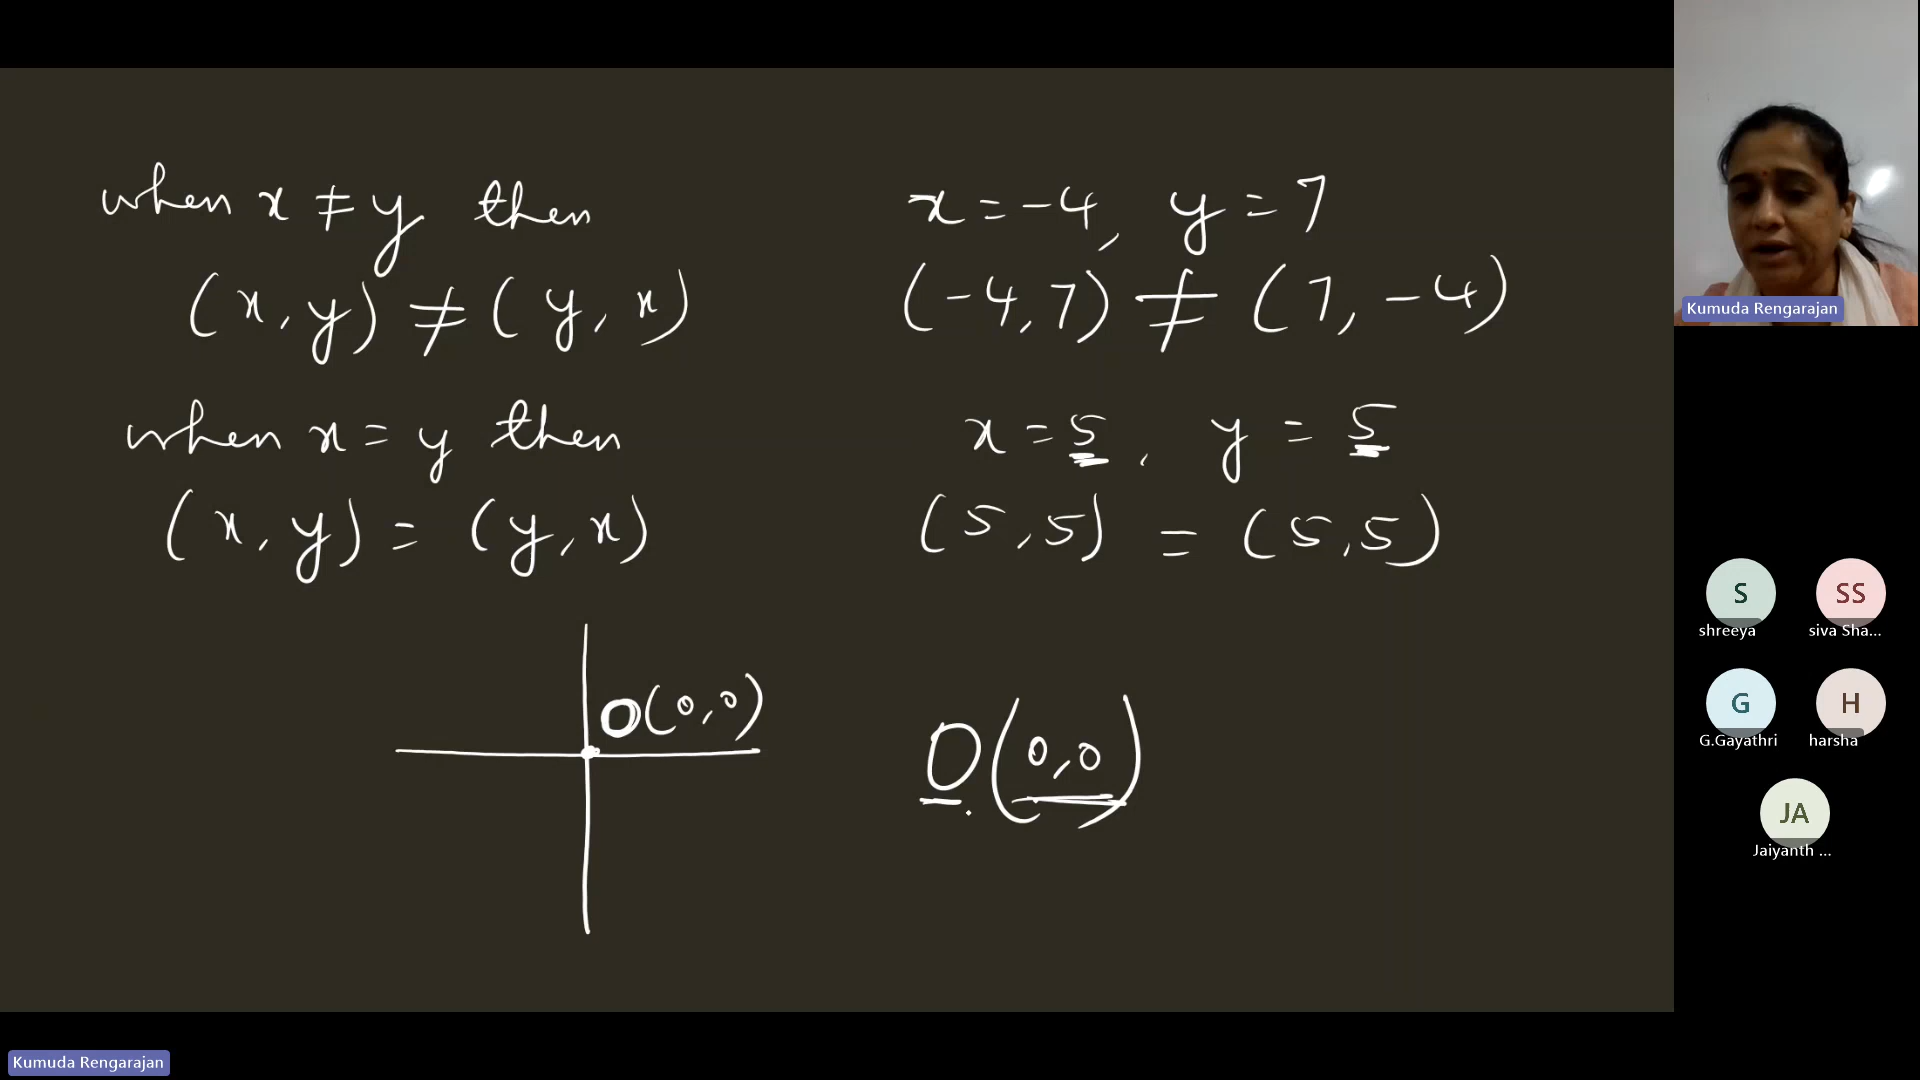 when x ≠ y then
(x, y) ≠ (y, x)
when x = y then
(x, y) = (y, x)
x = -4, y = 7
(-4, 7) ≠ (7, -4)
x = 5, y = 5
(5, 5) = (5, 5)
O(0, 0)
O(0, 0)
Kumuda Rengarajan
S
shreeya
SS
siva Sha...
G
G.Gayathri
H
harsha
JA
Jaiyanth ...
Kumuda Rengarajan